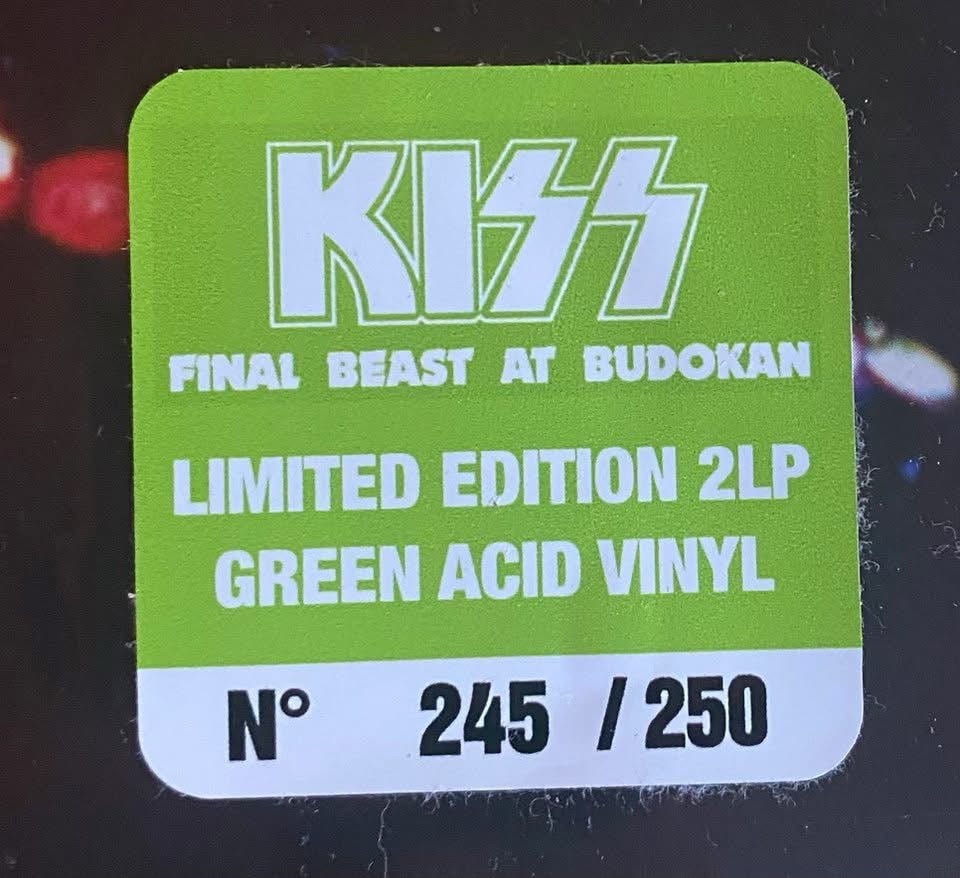 KISS
FINAL BEAST AT BUDOKAN
LIMITED EDITION 2LP
GREEN ACID VINYL
N° 245 / 250